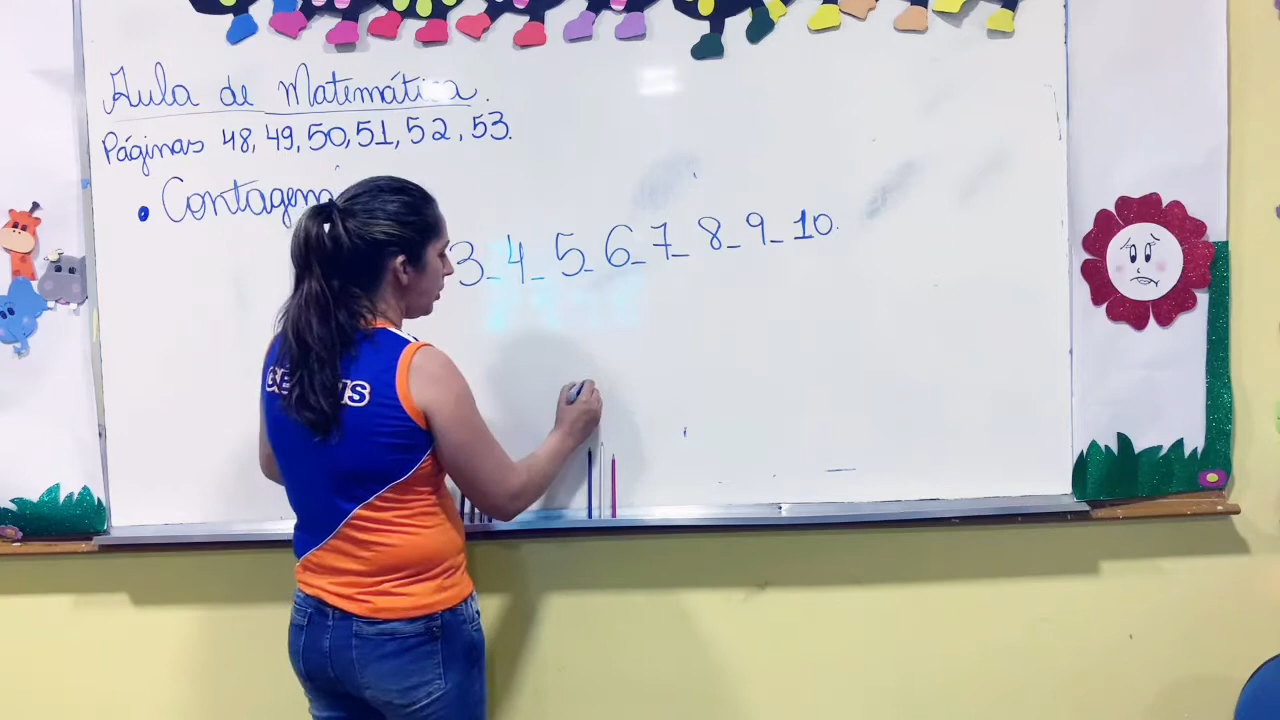 Aula de Matemática.
Páginas 48, 49, 50, 51, 52, 53.
• Contagem
3_4_5_6_7_8_9_10.